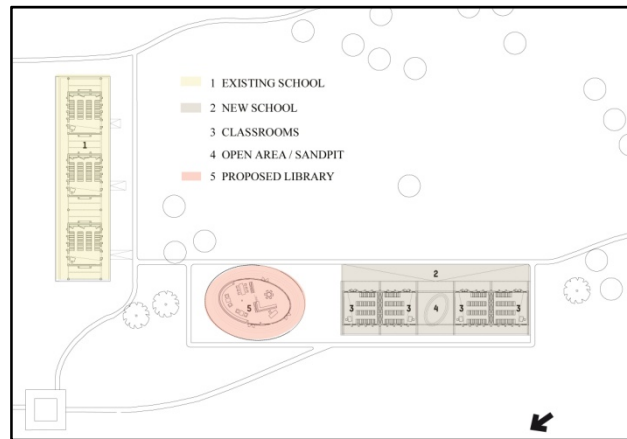 1 EXISTING SCHOOL
2 NEW SCHOOL
3 CLASSROOMS
4 OPEN AREA / SANDPIT
5 PROPOSED LIBRARY
1
2
5
3 3 4 3 3